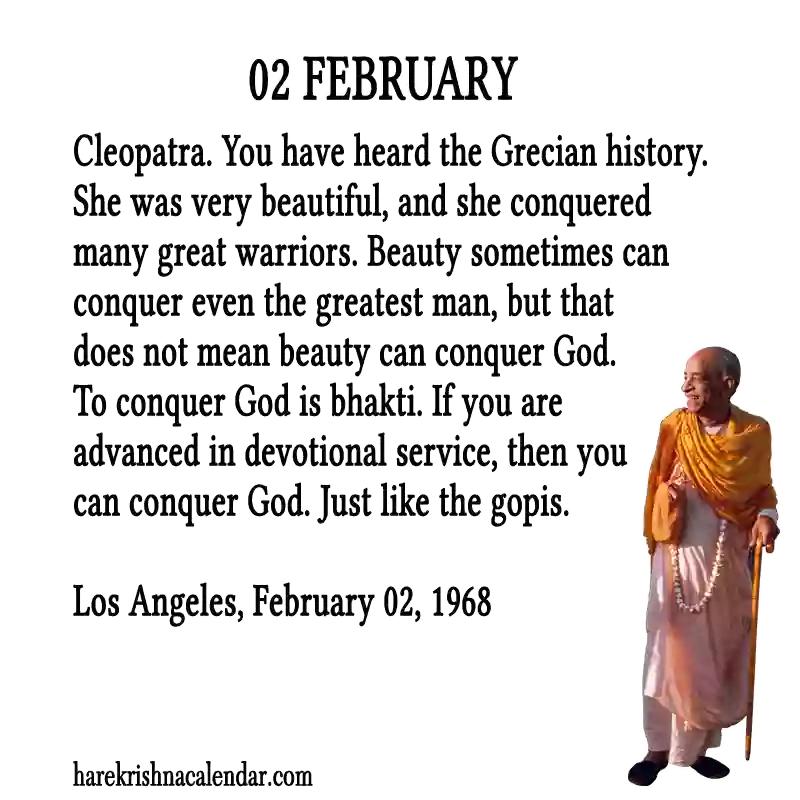 02 FEBRUARY
Cleopatra. You have heard the Grecian history.
She was very beautiful, and she conquered
many great warriors. Beauty sometimes can
conquer even the greatest man, but that
does not mean beauty can conquer God.
To conquer God is bhakti. If you are
advanced in devotional service, then you
can conquer God. Just like the gopis.
Los Angeles, February 02, 1968
harekrishnacalendar.com